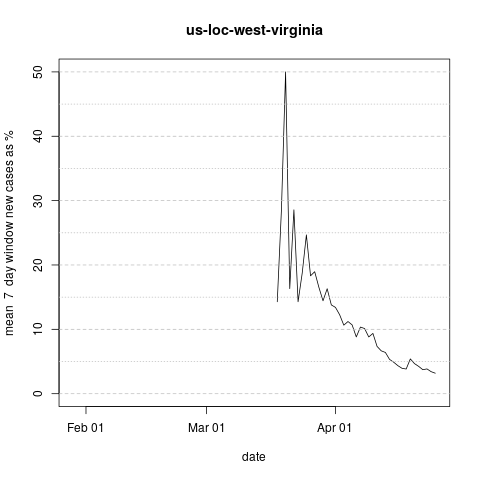 us-loc-west-virginia
mean 7 day window new cases as %
50
40
30
20
10
0
Feb 01
Mar 01
Apr 01
date